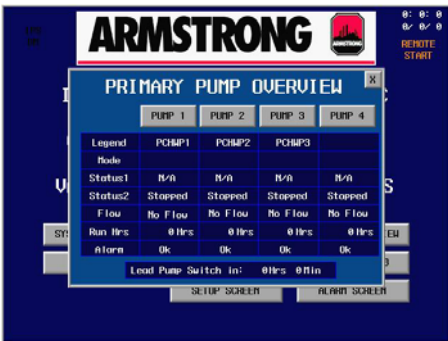 ARMSTRONG
ARMSTRONG
0: 0: 0
0/ 0/ 0
REMOTE
START
PRIMARY PUMP OVERVIEW
X
PUMP 1 PUMP 2 PUMP 3 PUMP 4
Legend PCHWP1 PCHWP2 PCHWP3
Mode
Status1 N/A N/A N/A N/A
Status2 Stopped Stopped Stopped Stopped
Flow No Flow No Flow No Flow No Flow
Run Hrs 0 Hrs 0 Hrs 0 Hrs 0 Hrs
Alarm Ok Ok Ok Ok
Lead Pump Switch in: 0Hrs 0Min
SETUP SCREEN ALARM SCREEN